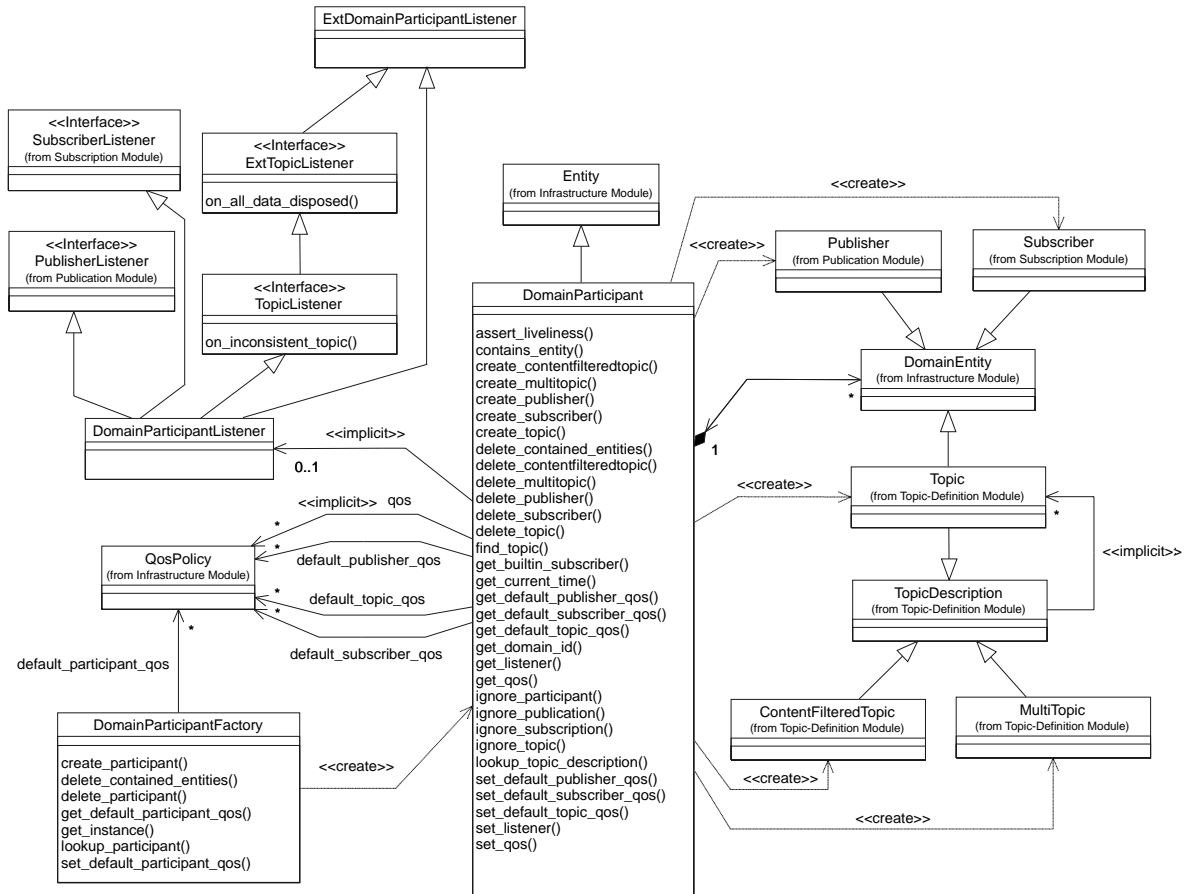 ExtDomainParticipantListener
<<Interface>>
SubscriberListener
(from Subscription Module)
<<Interface>>
ExtTopicListener
on_all_data_disposed()
<<Interface>>
PublisherListener
(from Publication Module)
<<Interface>>
TopicListener
on_inconsistent_topic()
DomainParticipantListener
<<implicit>>
0..1
<<implicit>>
qos
*
*
default_publisher_qos
QosPolicy
(from Infrastructure Module)
*
default_topic_qos
*
default_subscriber_qos
*
default_participant_qos
DomainParticipantFactory
create_participant()
delete_contained_entities()
delete_participant()
get_default_participant_qos()
get_instance()
lookup_participant()
set_default_participant_qos()
<<create>>
Entity
(from Infrastructure Module)
DomainParticipant
assert_liveliness()
contains_entity()
create_contentfilteredtopic()
create_multitopic()
create_publisher()
create_subscriber()
create_topic()
delete_contained_entities()
delete_contentfilteredtopic()
delete_multitopic()
delete_publisher()
delete_subscriber()
delete_topic()
find_topic()
get_builtin_subscriber()
get_current_time()
get_default_publisher_qos()
get_default_subscriber_qos()
get_default_topic_qos()
get_domain_id()
get_listener()
get_qos()
ignore_participant()
ignore_publication()
ignore_subscription()
ignore_topic()
lookup_topic_description()
set_default_publisher_qos()
set_default_subscriber_qos()
set_default_topic_qos()
set_listener()
set_qos()
<<create>>
<<create>>
Publisher
(from Publication Module)
Subscriber
(from Subscription Module)
DomainEntity
(from Infrastructure Module)
*
1
<<create>>
Topic
(from Topic-Definition Module)
*
<<implicit>>
TopicDescription
(from Topic-Definition Module)
ContentFilteredTopic
(from Topic-Definition Module)
MultiTopic
(from Topic-Definition Module)
<<create>>
<<create>>